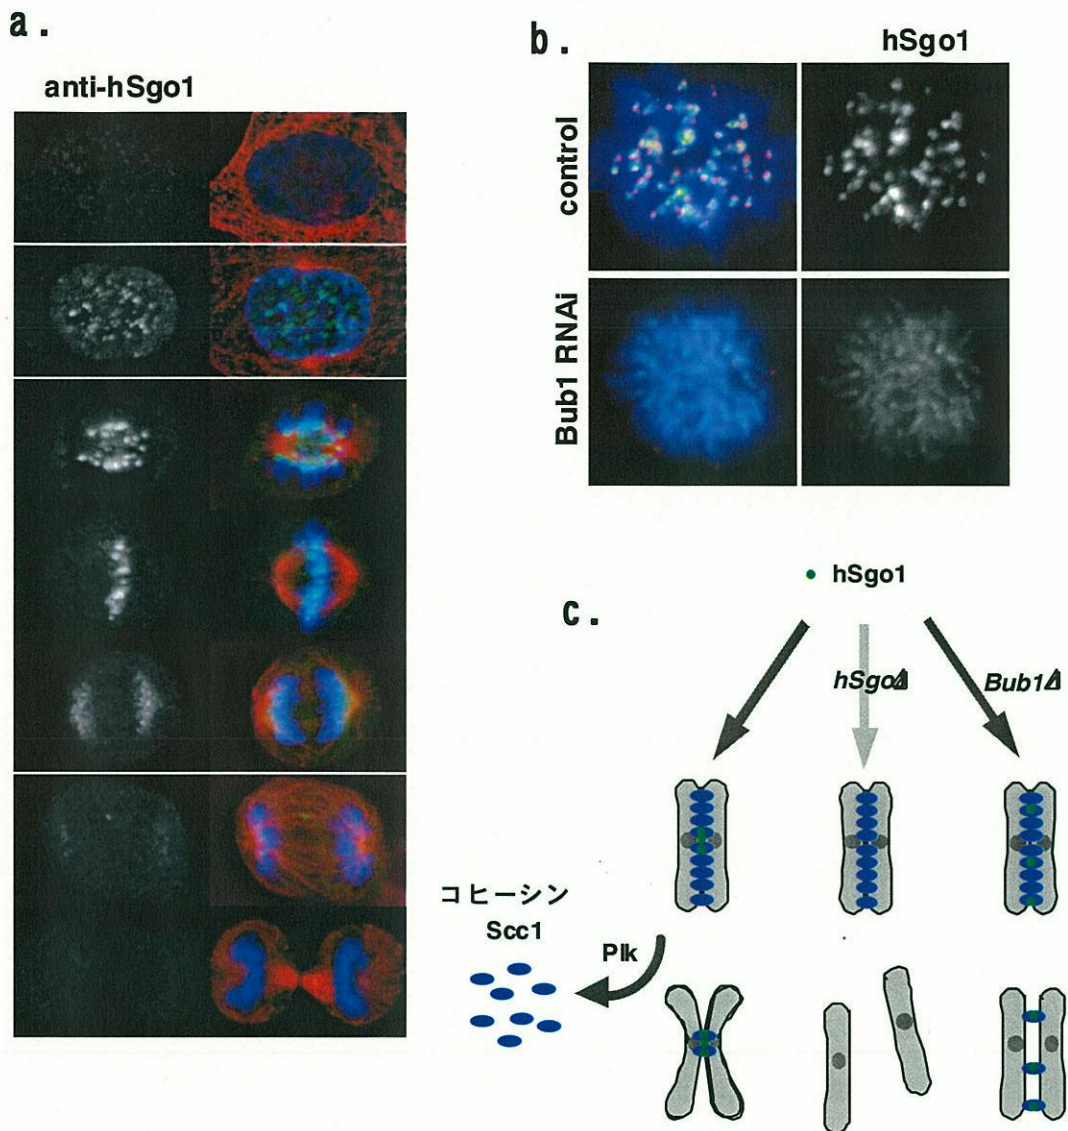 a.
anti-hSgo1
b.
hSgo1
control
Bub1 RNAi
hSgo1
c.
hSgoΔ
Bub1Δ
コヒーシン
Scc1
Plk